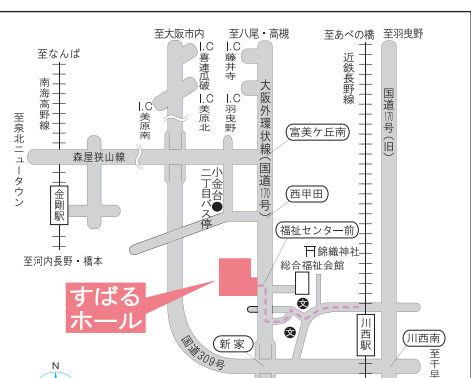 至大阪市内
至八尾・高槻
至あべの橋
至羽曳野
至なんば
I.C
喜連瓜破
I.C
藤井寺
近鉄長野線
南海高野線
I.C
美原南
I.C
美原北
I.C
羽曳野
大阪外環状線(国道170号)
国道170号(旧)
至泉北ニュータウン
富美ケ丘南
森屋狭山線
金剛駅
小金台二丁目バス停
西甲田
福祉センター前
錦織神社
総合福祉会館
至河内長野・橋本
すばる
ホール
文
文
川西駅
新家
川西南
国道309号
至千早
N